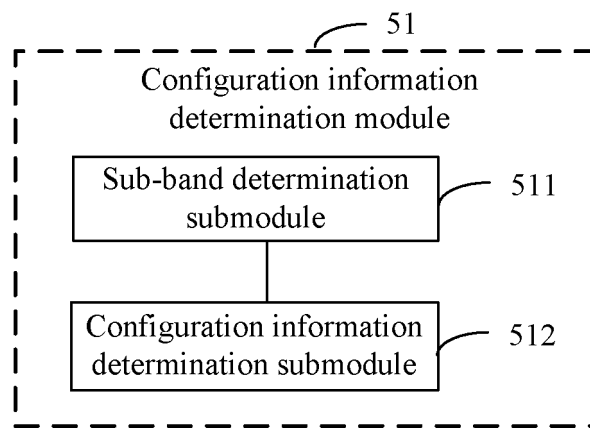 51
Configuration information
determination module
Sub-band determination
submodule
511
Configuration information
determination submodule
512